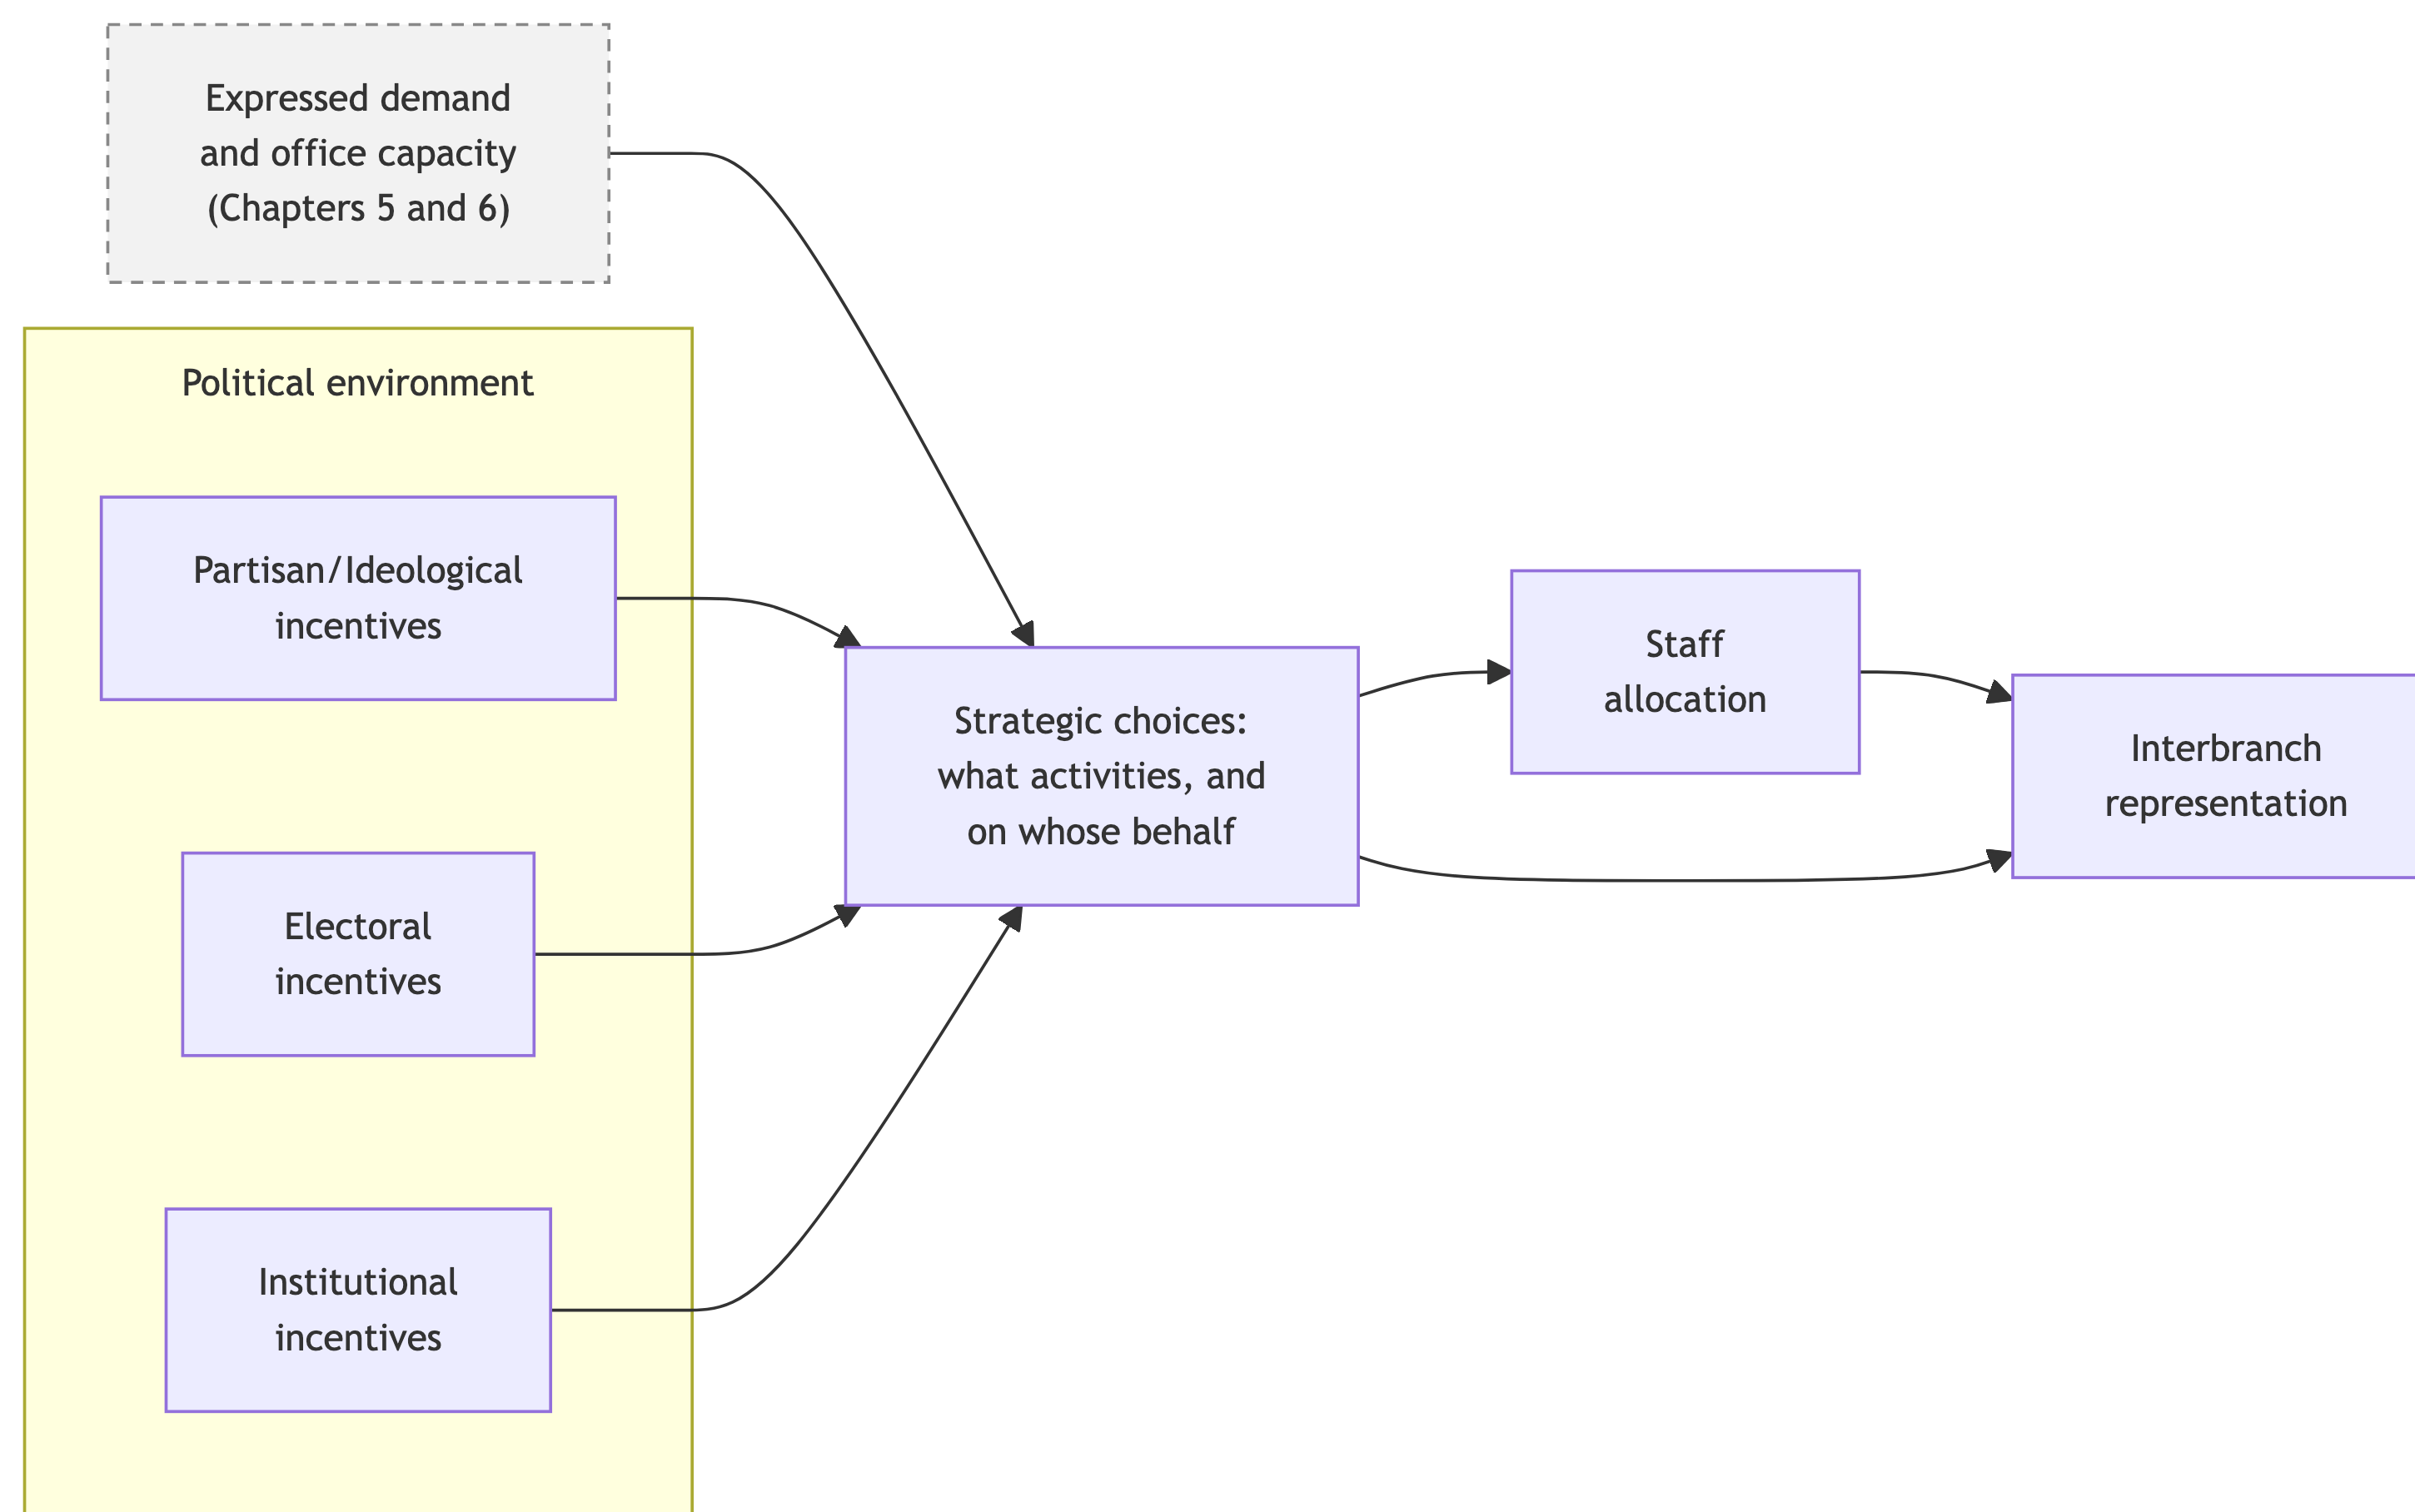 Expressed demand
and office capacity
(Chapters 5 and 6)
Political environment
Partisan/Ideological
incentives
Electoral
incentives
Institutional
incentives
Strategic choices:
what activities, and
on whose behalf
Staff
allocation
Interbranch
representation